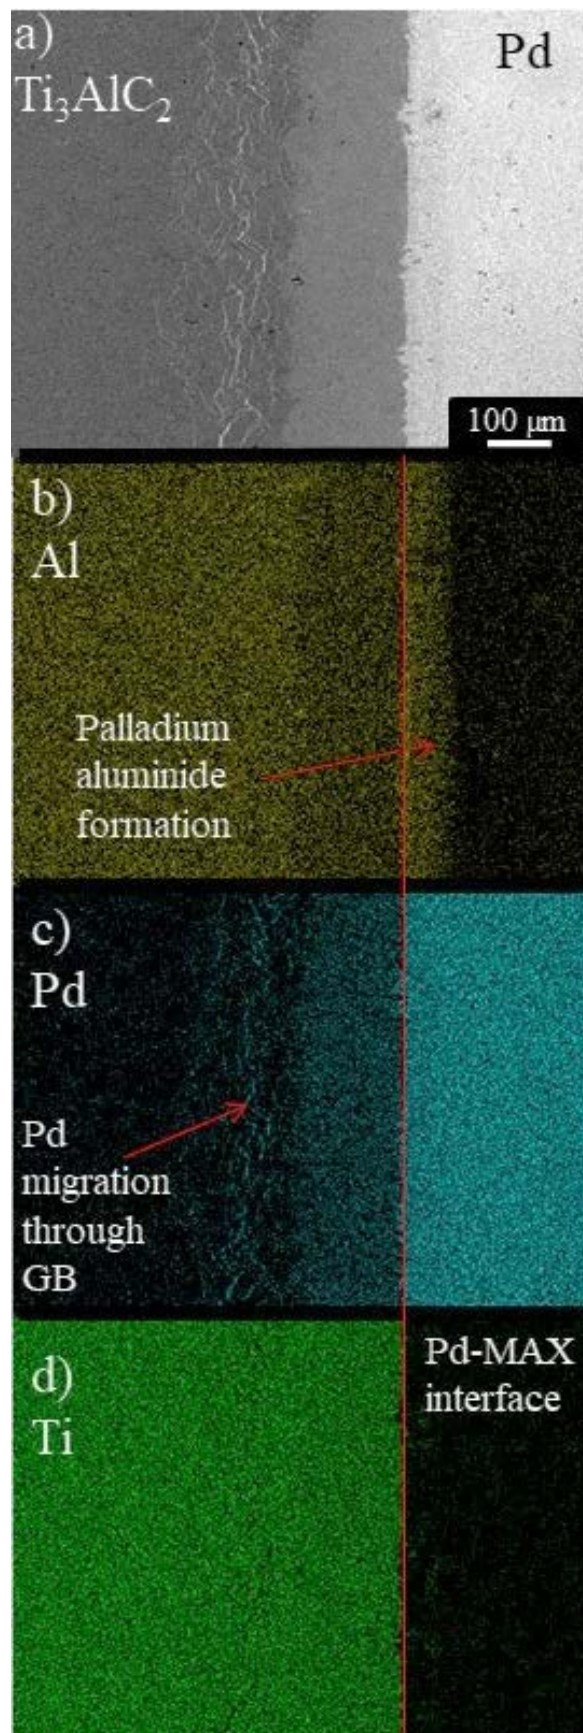 a)
Ti₃AlC₂
Pd
100 μm
b)
Al
Palladium
aluminide
formation
c)
Pd
Pd
migration
through
GB
Pd-MAX
interface
d)
Ti